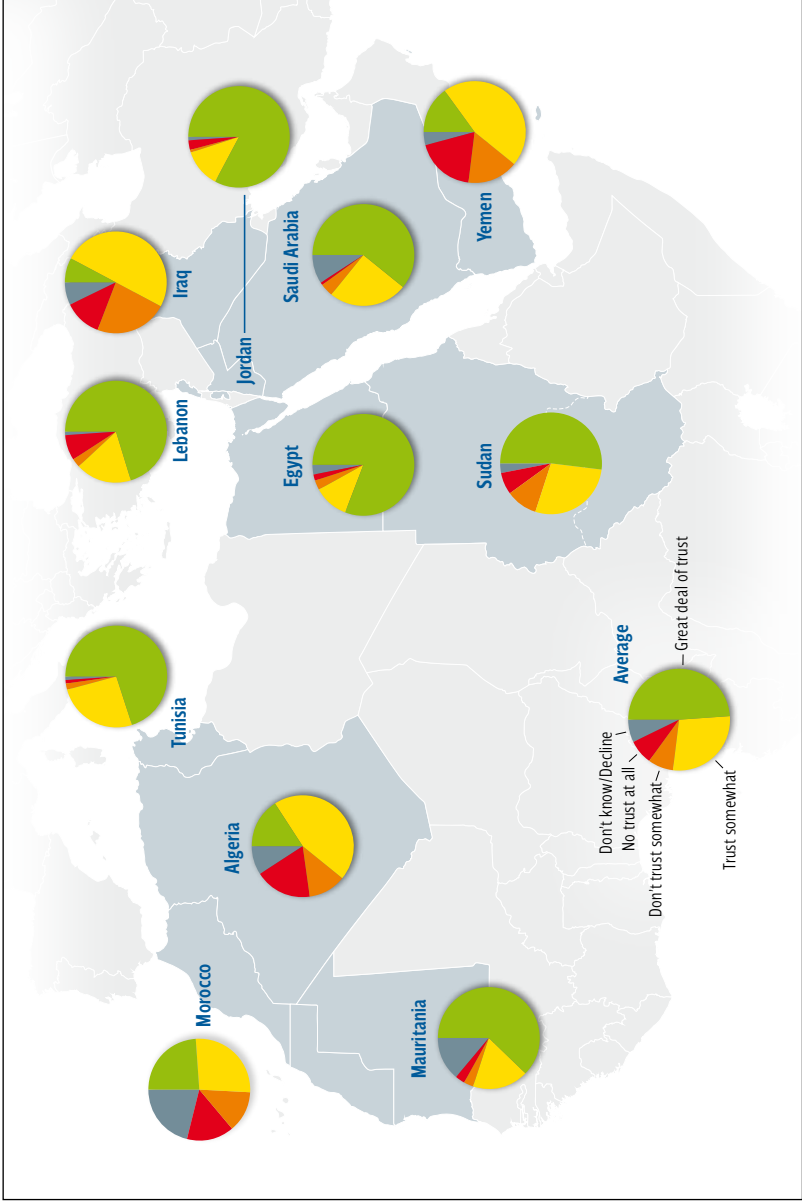 Morocco
Algeria
Tunisia
Lebanon
Iraq
Jordan
Saudi Arabia
Yemen
Egypt
Sudan
Mauritania
Average
Don't know/Decline
No trust at all
Don't trust somewhat
Trust somewhat
Great deal of trust